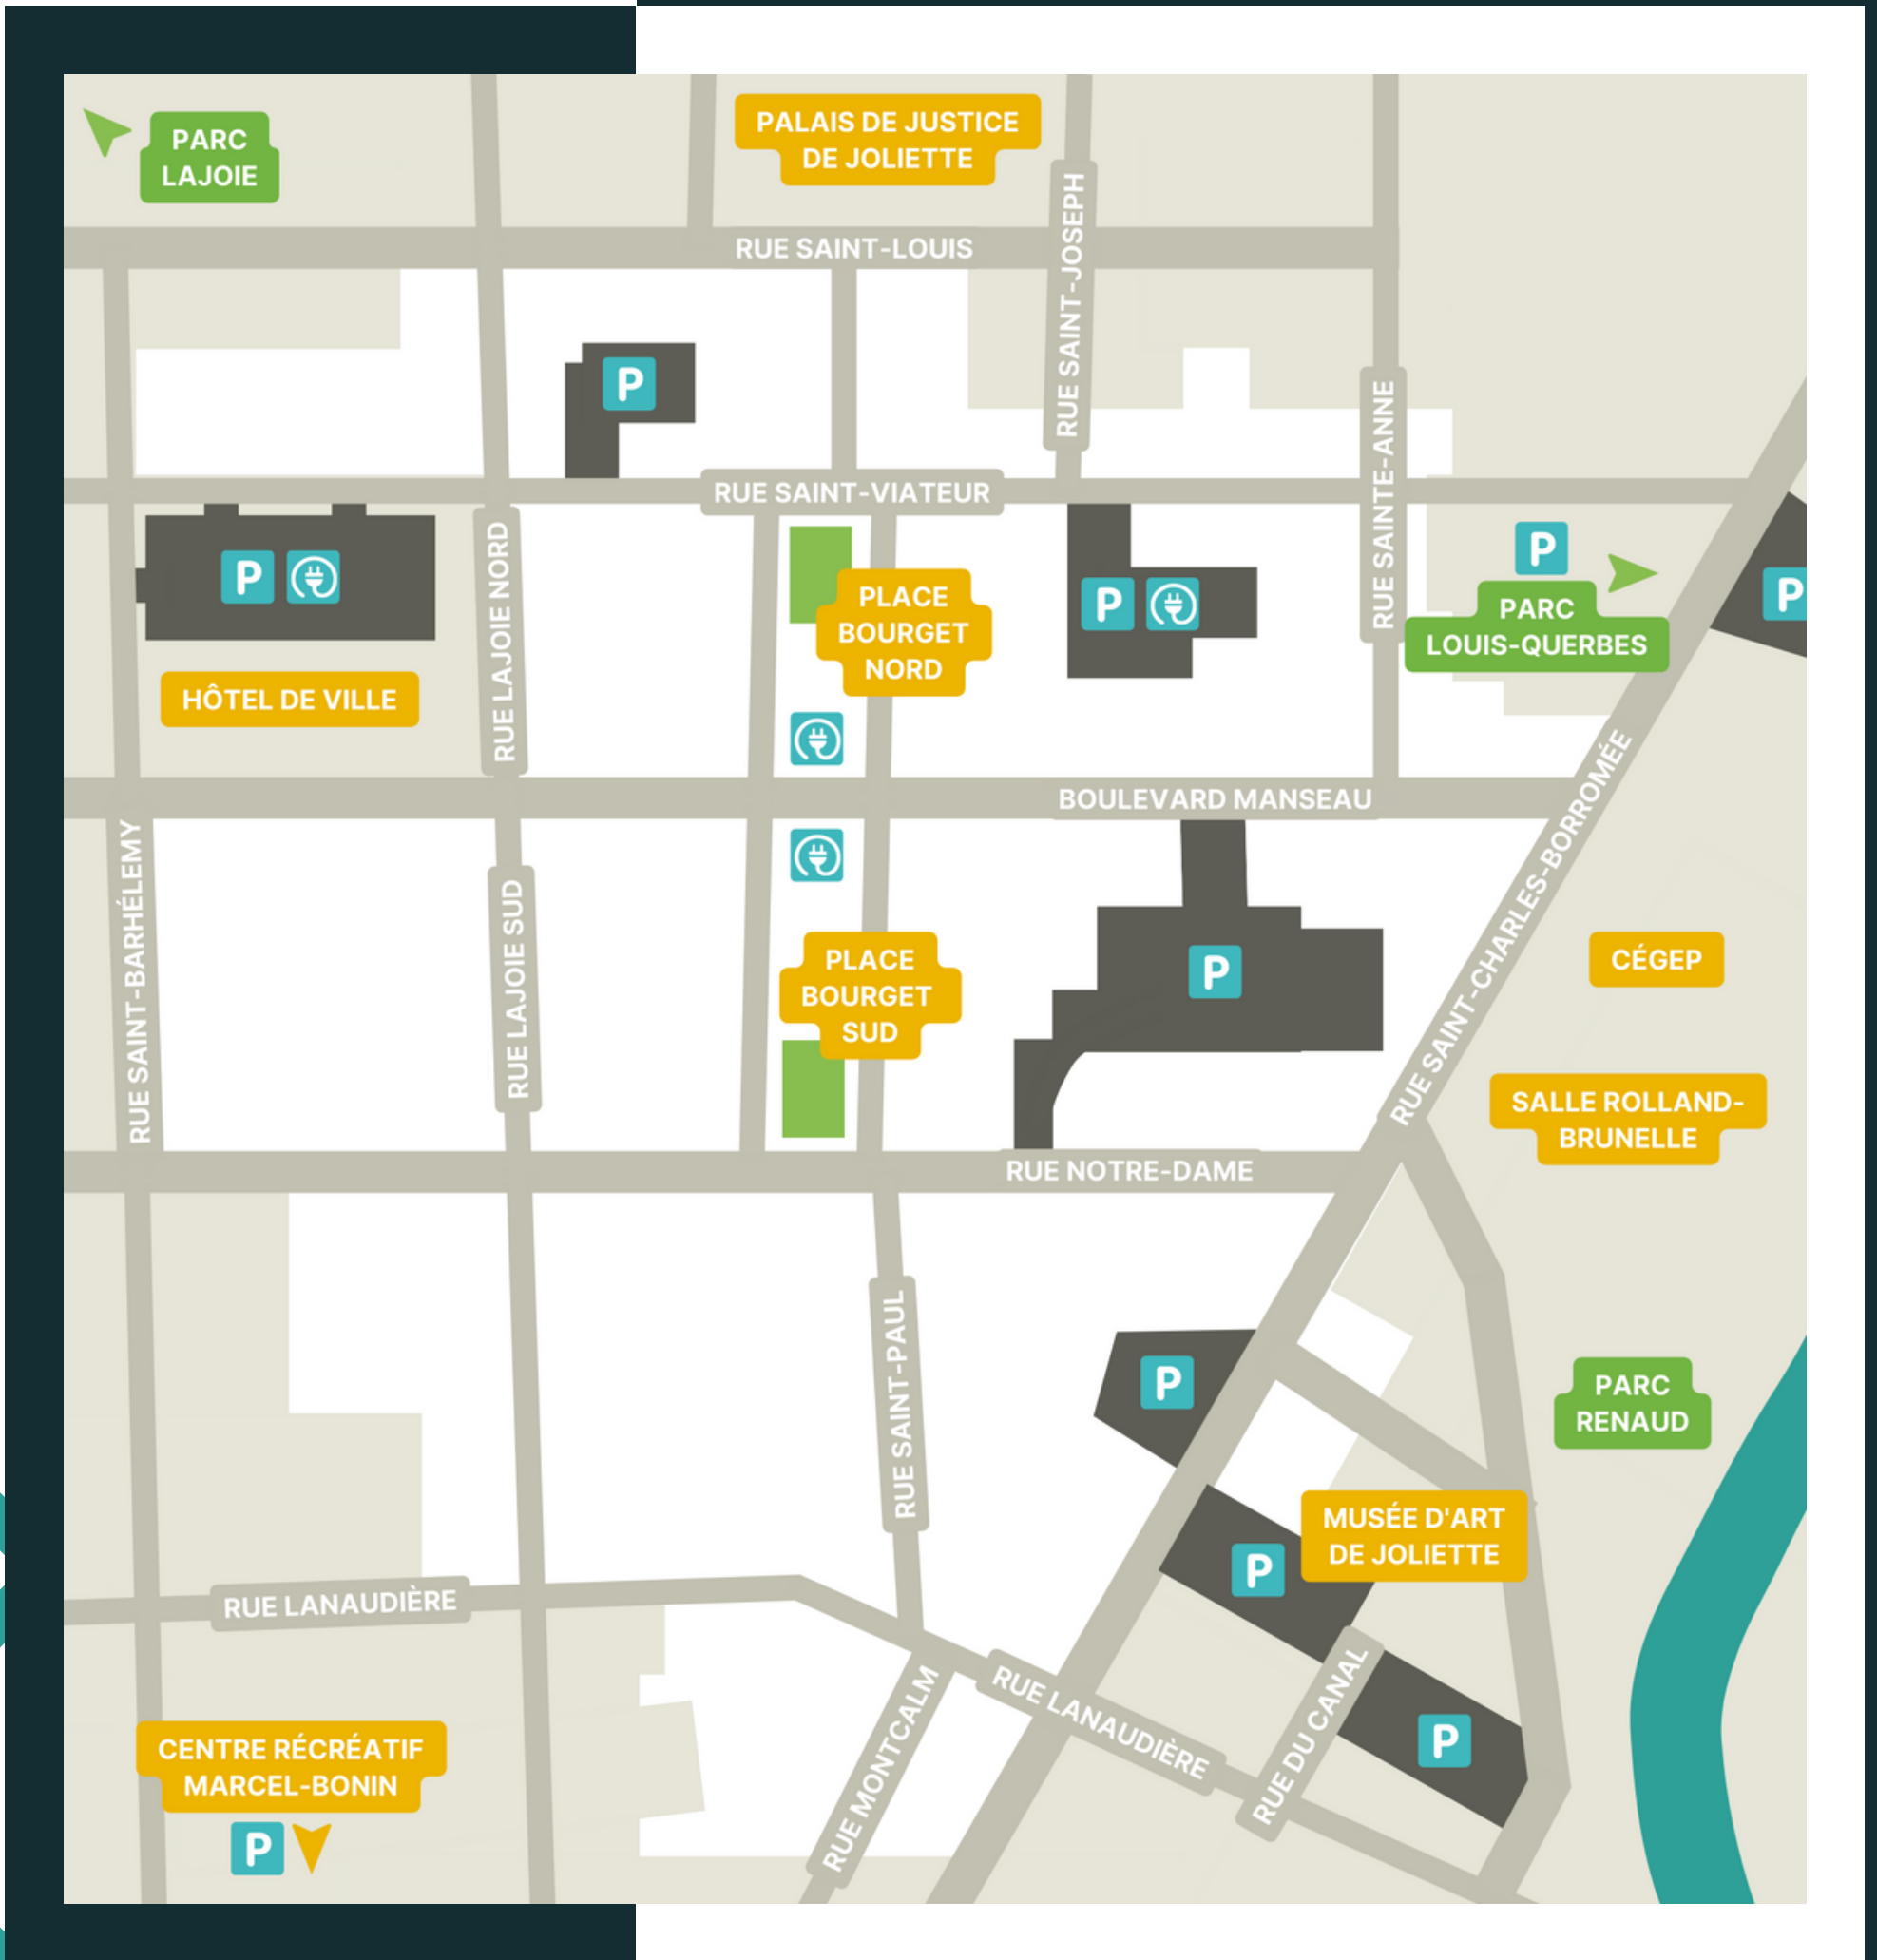 PARC
LAJOIE
PALAIS DE JUSTICE
DE JOLIETTE
RUE SAINT-LOUIS
RUE SAINT-JOSEPH
P
RUE SAINTE-ANNE
RUE SAINT-VIATEUR
RUE LAJOIE NORD
P
HÔTEL DE VILLE
PLACE
BOURGET
NORD
P
P
PARC
LOUIS-QUERBES
P
BOULEVARD MANSEAU
RUE SAINT-CHARLES-BORROMÉE
RUE SAINT-BARHÉLEMY
RUE LAJOIE SUD
PLACE
BOURGET
SUD
P
CÉGEP
SALLE ROLLAND-
BRUNELLE
RUE NOTRE-DAME
RUE SAINT-PAUL
P
PARC
RENAUD
MUSÉE D'ART
DE JOLIETTE
P
RUE LANAUDIÈRE
RUE LANAUDIÈRE
RUE DU CANAL
P
RUE MONTCALM
CENTRE RÉCRÉATIF
MARCEL-BONIN
P